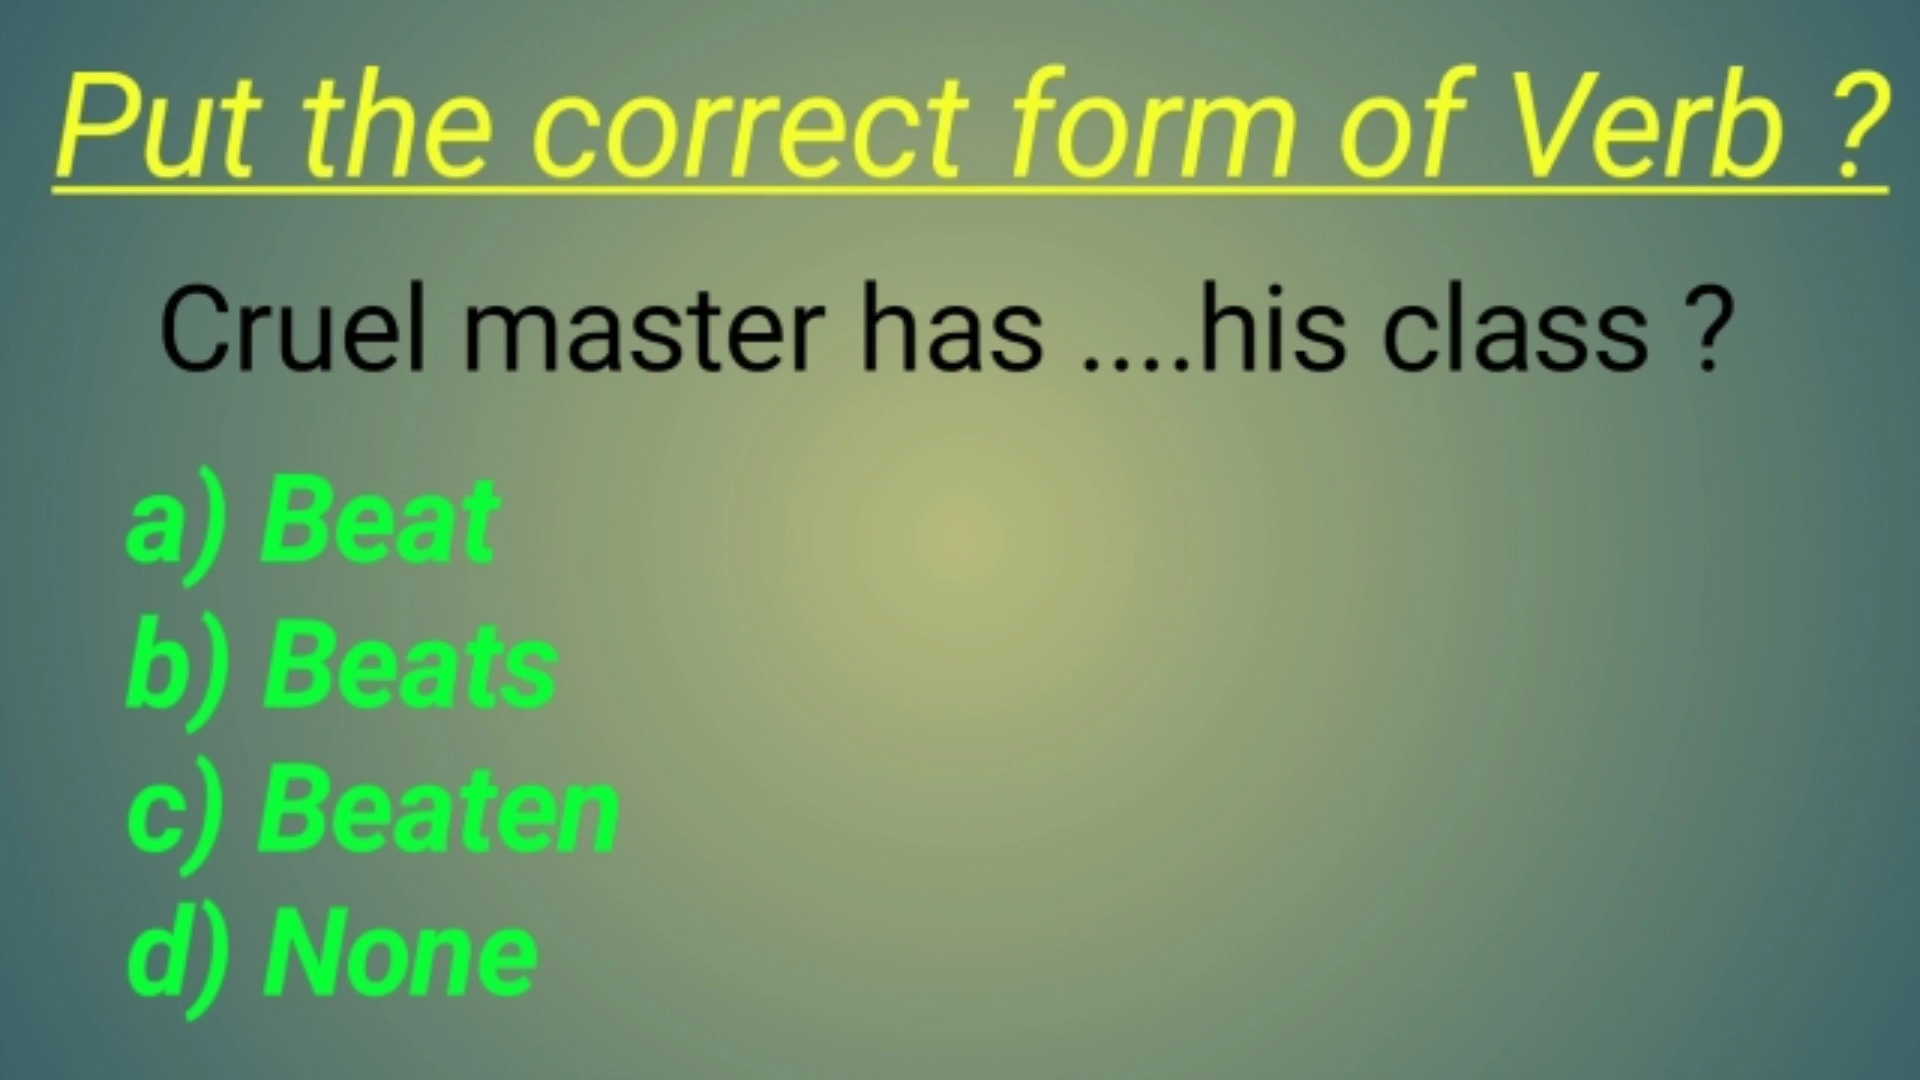 Put the correct form of Verb ?
Cruel master has ....his class ?
a) Beat
b) Beats
c) Beaten
d) None